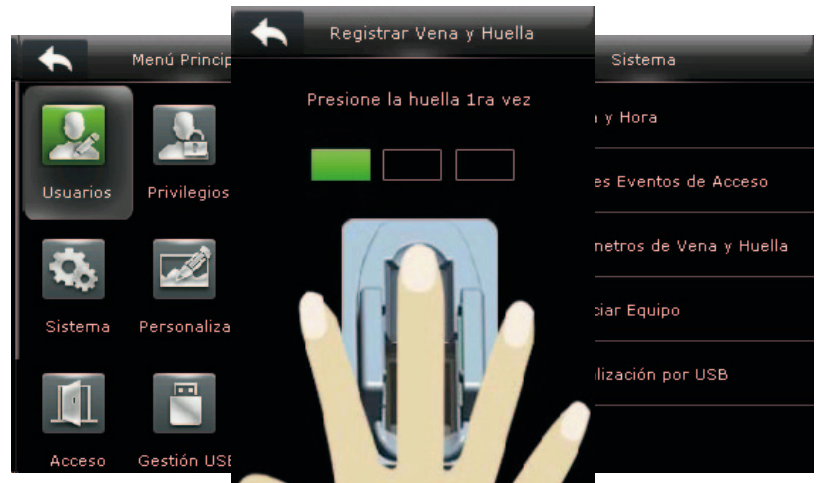 Menú Princip
Usuarios
Privilegios
Sistema
Personaliza
Acceso
Gestión USB
Registrar Vena y Huella
Presione la huella 1ra vez
Sistema
a y Hora
es Eventos de Acceso
metros de Vena y Huella
ciar Equipo
lización por USB